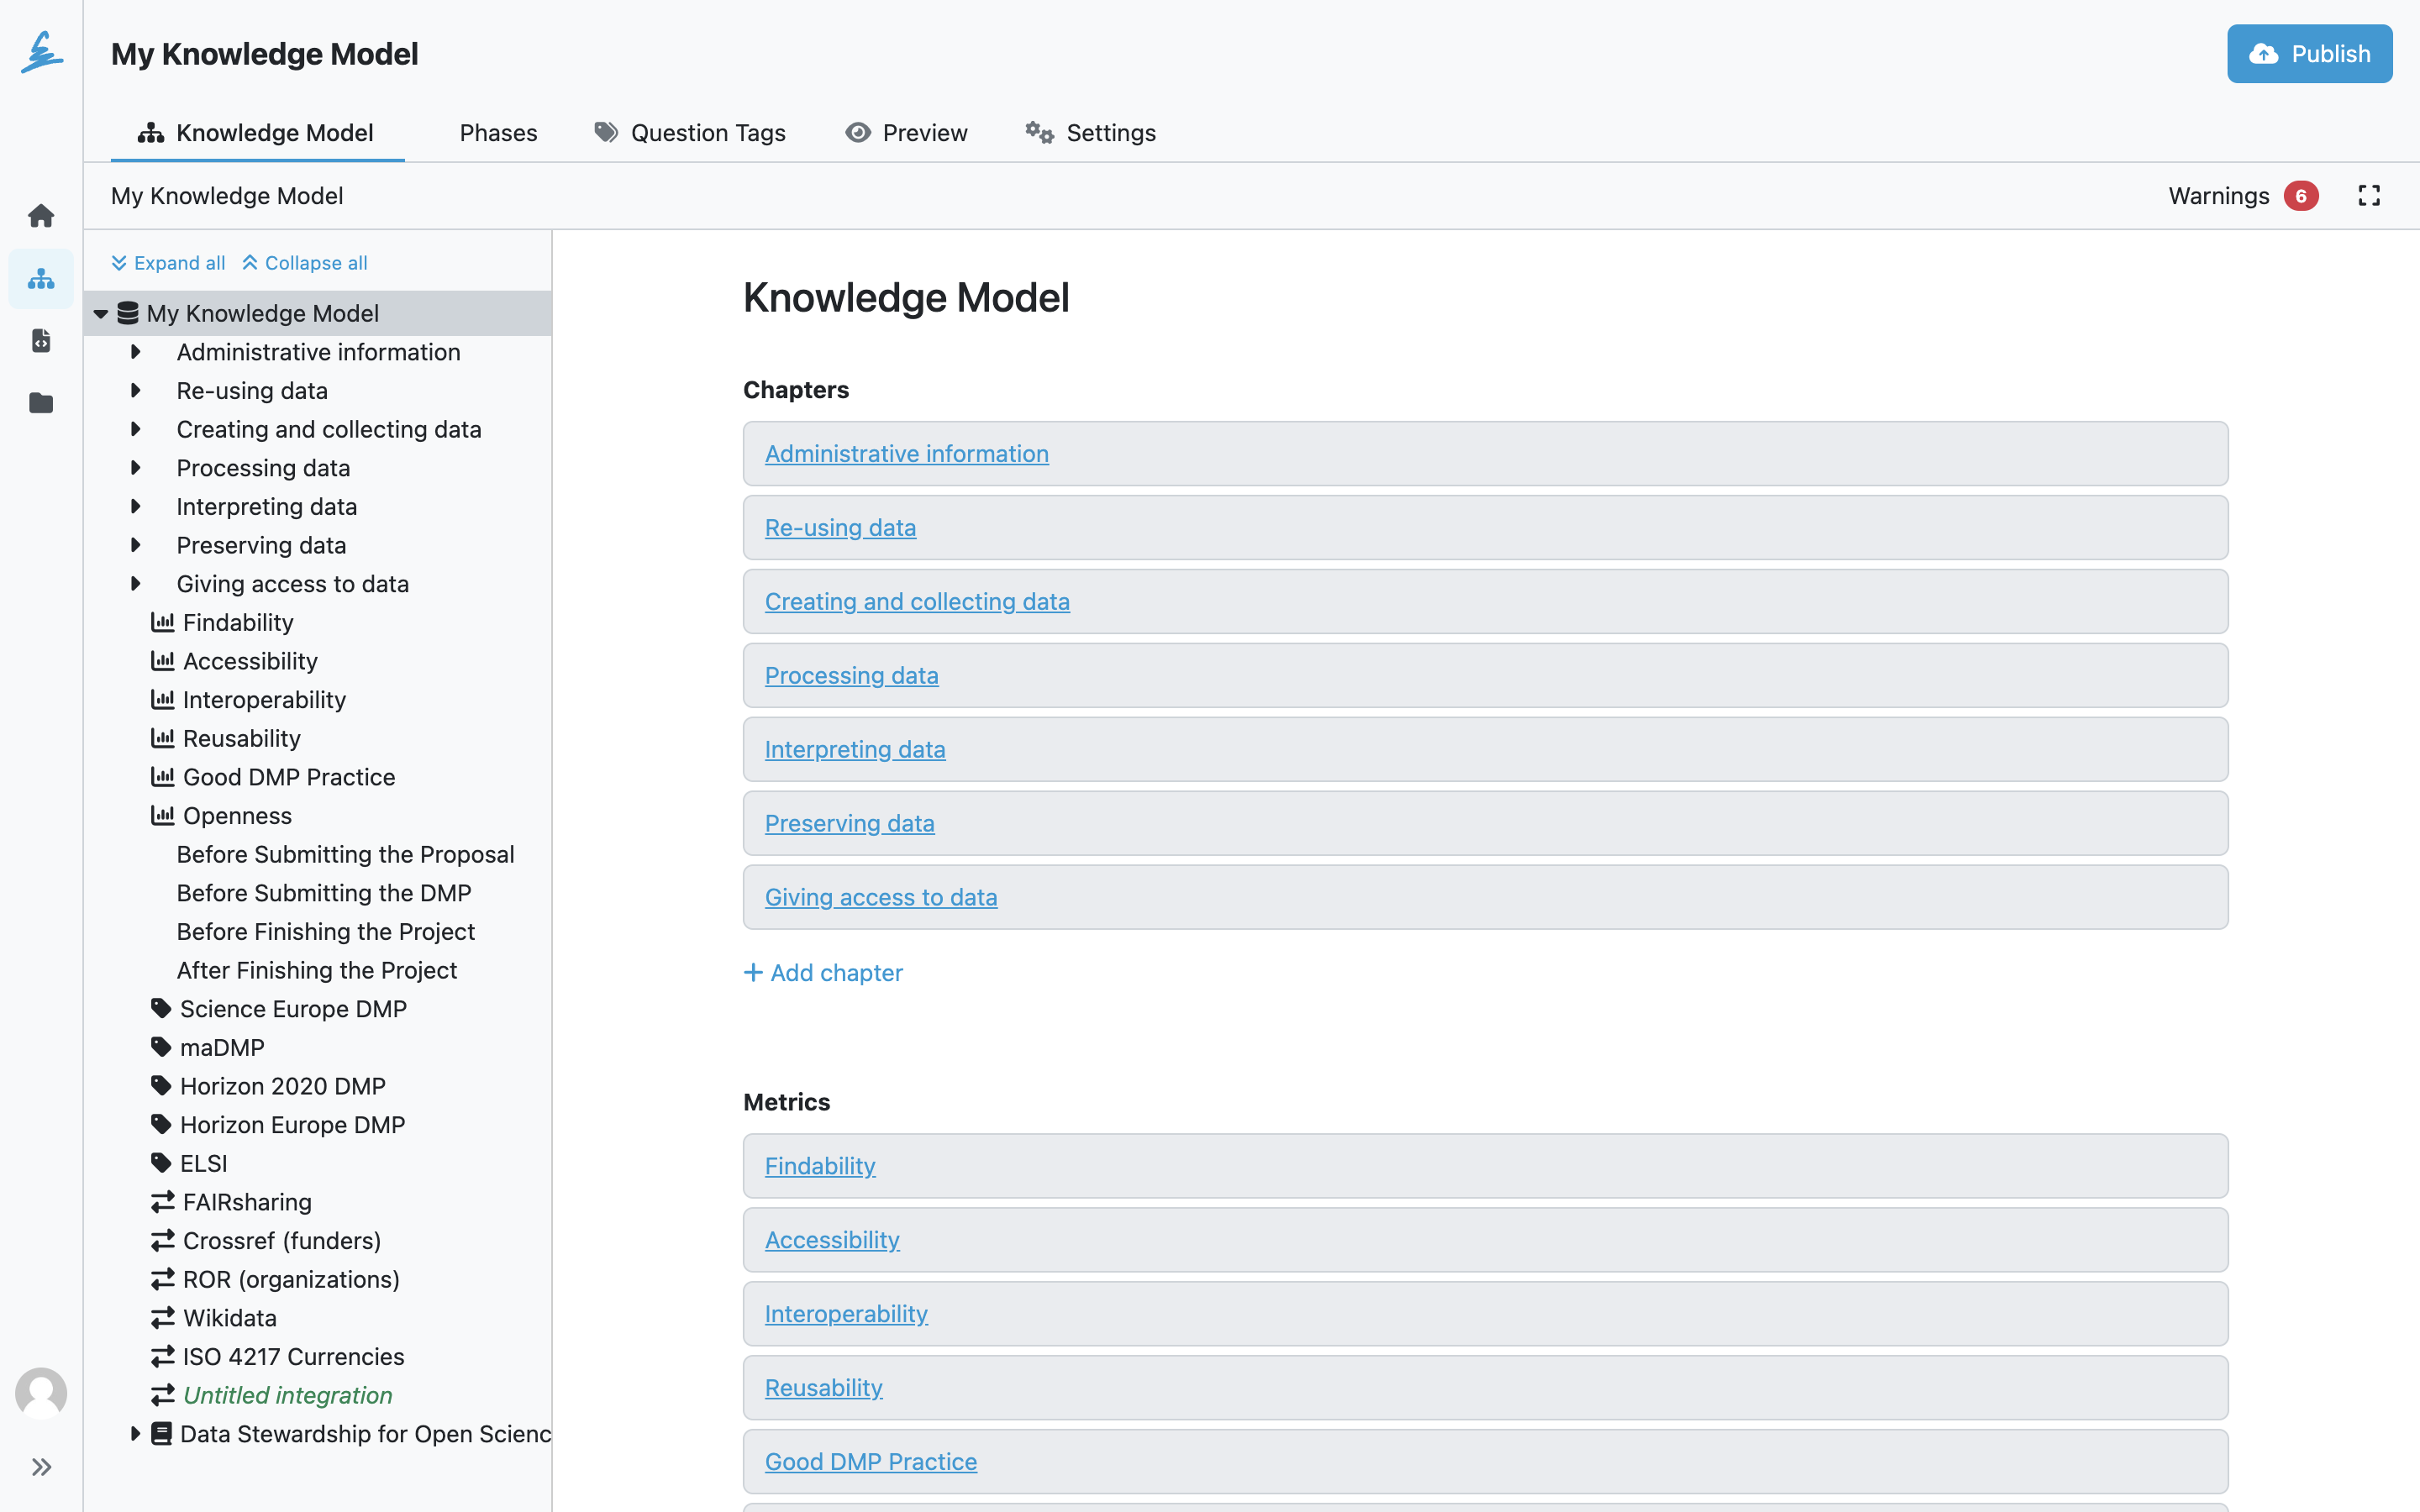 My Knowledge Model
Publish
Knowledge Model
Phases
Question Tags
Preview
Settings
My Knowledge Model
Warnings 6
Expand all
Collapse all
My Knowledge Model
Administrative information
Re-using data
Creating and collecting data
Processing data
Interpreting data
Preserving data
Giving access to data
Findability
Accessibility
Interoperability
Reusability
Good DMP Practice
Openness
Before Submitting the Proposal
Before Submitting the DMP
Before Finishing the Project
After Finishing the Project
Science Europe DMP
maDMP
Horizon 2020 DMP
Horizon Europe DMP
ELSI
FAIRsharing
Crossref (funders)
ROR (organizations)
Wikidata
ISO 4217 Currencies
Untitled integration
Data Stewardship for Open Scienc
Knowledge Model
Chapters
Administrative information
Re-using data
Creating and collecting data
Processing data
Interpreting data
Preserving data
Giving access to data
Add chapter
Metrics
Findability
Accessibility
Interoperability
Reusability
Good DMP Practice